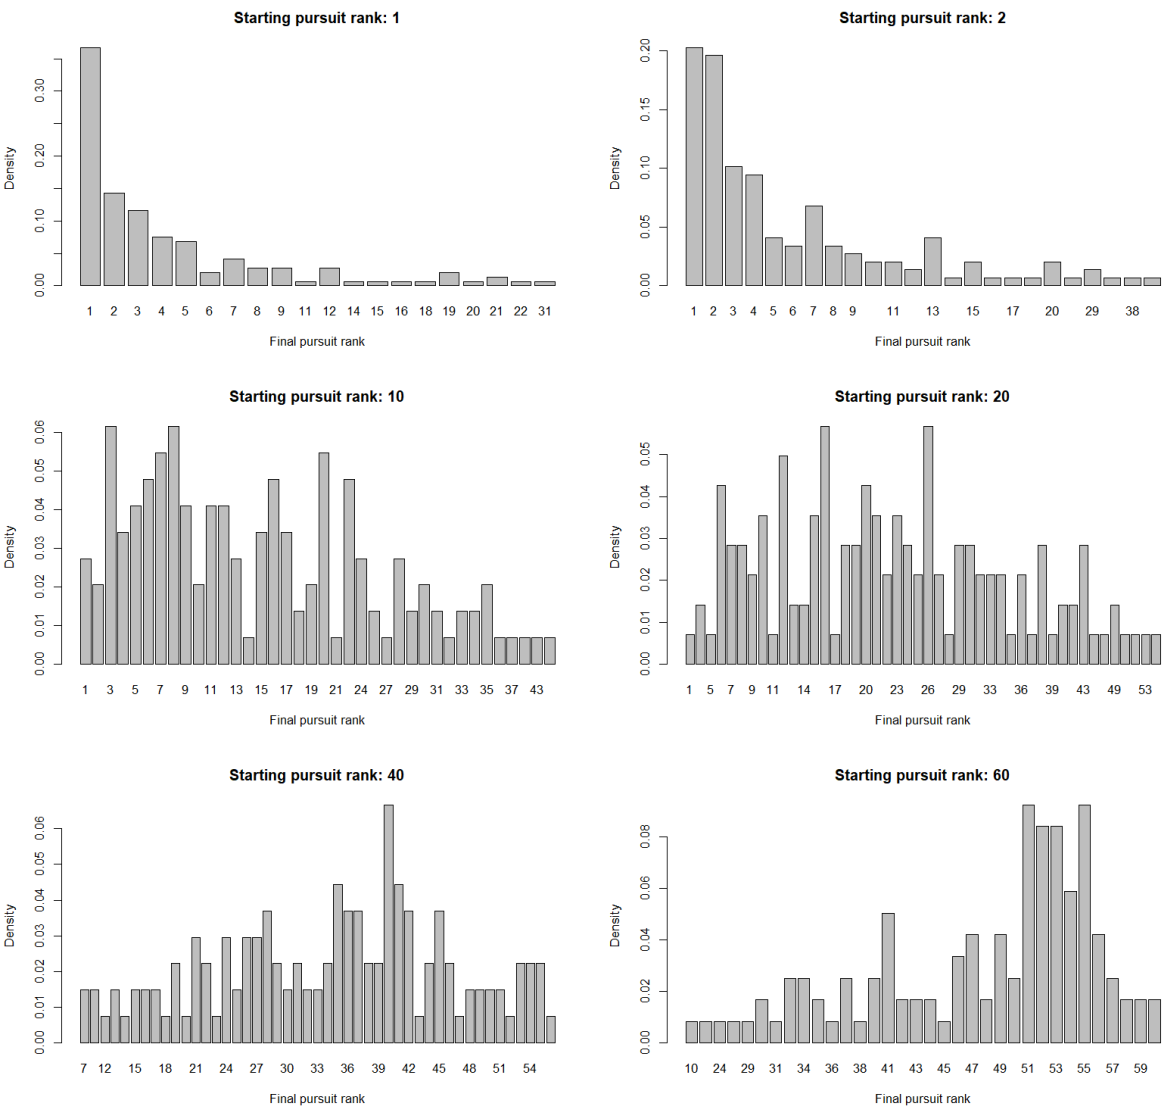 Starting pursuit rank: 1
Density
0.00 0.10 0.20 0.30
1 2 3 4 5 6 7 8 9 11 12 14 15 16 18 19 20 21 22 31
Final pursuit rank
Starting pursuit rank: 2
Density
0.00 0.05 0.10 0.15 0.20
1 2 3 4 5 6 7 8 9 11 13 15 17 20 29 38
Final pursuit rank
Starting pursuit rank: 10
Density
0.00 0.01 0.02 0.03 0.04 0.05 0.06
1 3 5 7 9 11 13 15 17 19 21 24 27 29 31 33 35 37 43
Final pursuit rank
Starting pursuit rank: 20
Density
0.00 0.01 0.02 0.03 0.04 0.05
1 5 7 9 11 14 17 20 23 26 29 33 36 39 43 49 53
Final pursuit rank
Starting pursuit rank: 40
Density
0.00 0.01 0.02 0.03 0.04 0.05 0.06
7 12 15 18 21 24 27 30 33 36 39 42 45 48 51 54
Final pursuit rank
Starting pursuit rank: 60
Density
0.00 0.02 0.04 0.06 0.08
10 24 29 31 34 36 38 41 43 45 47 49 51 53 55 57 59
Final pursuit rank